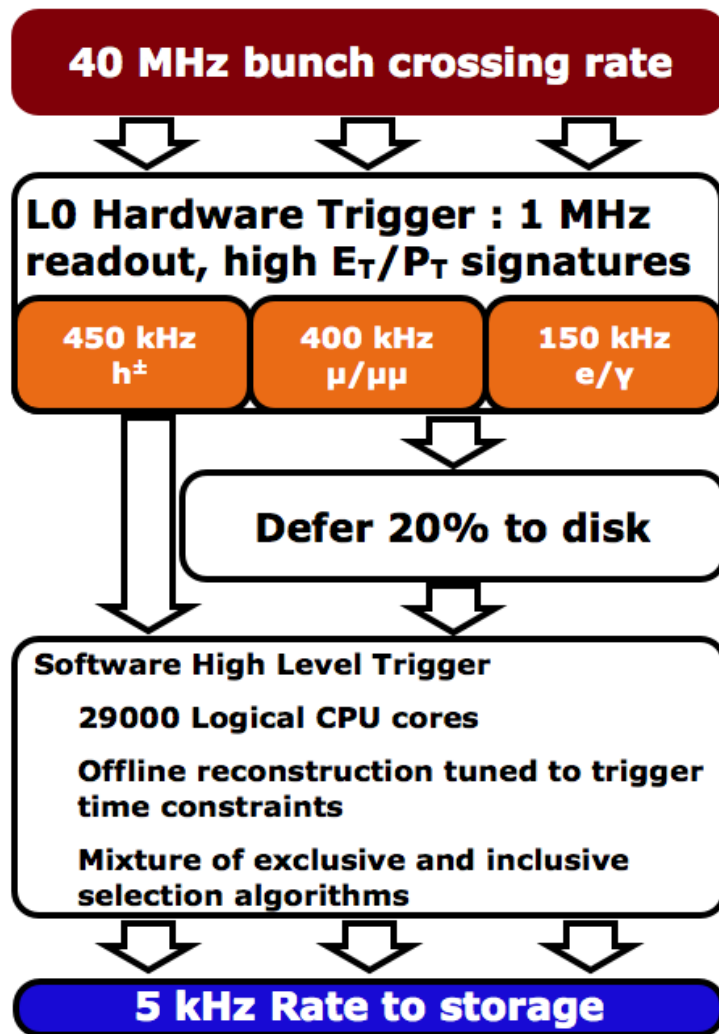 40 MHz bunch crossing rate
L0 Hardware Trigger : 1 MHz
readout, high E_T/P_T signatures
450 kHz
h±
400 kHz
μ/μμ
150 kHz
e/γ
Defer 20% to disk
Software High Level Trigger
29000 Logical CPU cores
Offline reconstruction tuned to trigger
time constraints
Mixture of exclusive and inclusive
selection algorithms
5 kHz Rate to storage